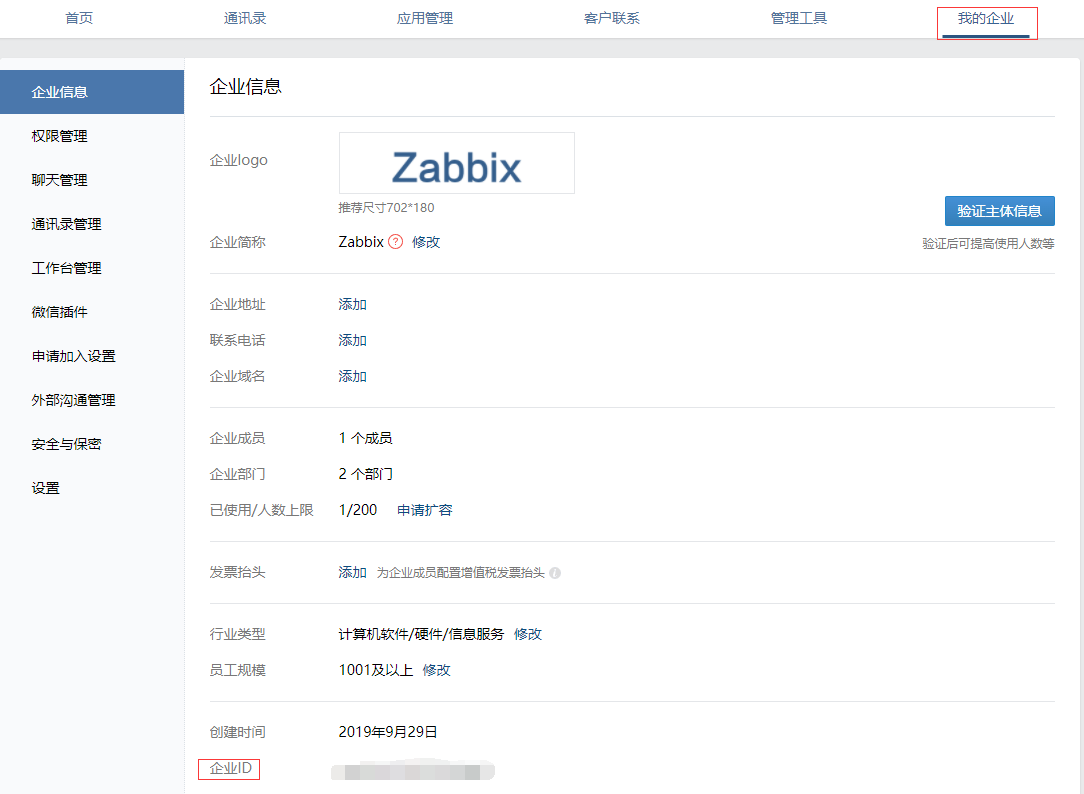 首页 通讯录 应用管理 客户联系 管理工具 我的企业
企业信息
权限管理
聊天管理
通讯录管理
工作台管理
微信插件
申请加入设置
外部沟通管理
安全与保密
设置
企业信息
企业logo Zabbix
推荐尺寸702*180
验证主体信息
企业简称 Zabbix ? 修改 验证后可提高使用人数等
企业地址 添加
联系电话 添加
企业域名 添加
企业成员 1 个成员
企业部门 2 个部门
已使用/人数上限 1/200 申请扩容
发票抬头 添加 为企业成员配置增值税发票抬头 i
行业类型 计算机软件/硬件/信息服务 修改
员工规模 1001及以上 修改
创建时间 2019年9月29日
企业ID